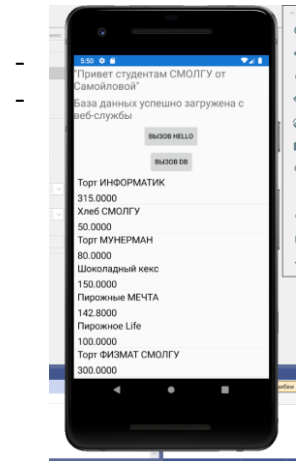 5:50
"Привет студентам СМОЛГУ от
Самойловой"
База данных успешно загружена с
веб-службы
ВЫЗОВ HELLO
ВЫЗОВ DB
Торт ИНФОРМАТИК
315.0000
Хлеб СМОЛГУ
50.0000
Торт МУНЕРМАН
80.0000
Шоколадный кекс
150.0000
Пирожные МЕЧТА
142.8000
Пирожное Life
100.0000
Торт ФИЗМАТ СМОЛГУ
300.0000